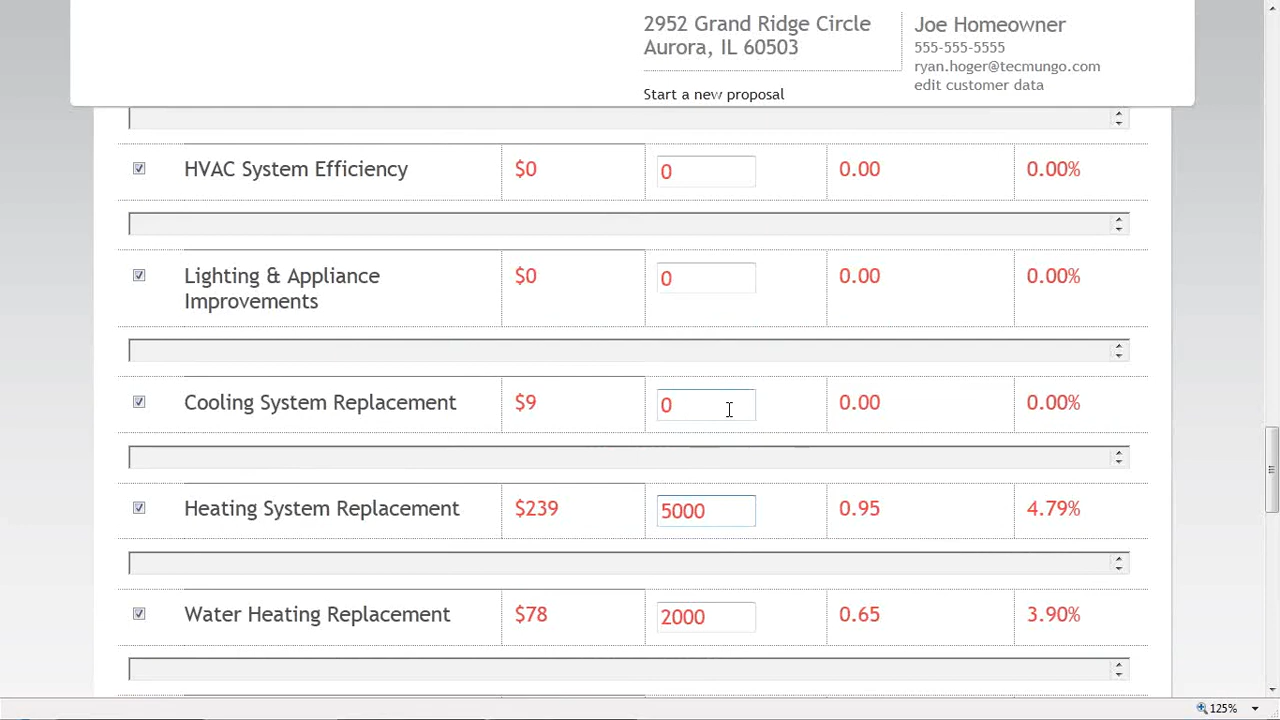 2952 Grand Ridge Circle
Aurora, IL 60503
Start a new proposal
Joe Homeowner
555-555-5555
ryan.hoger@tecmungo.com
edit customer data
HVAC System Efficiency $0 0 0.00 0.00%
Lighting & Appliance
Improvements $0 0 0.00 0.00%
Cooling System Replacement $9 0 0.00 0.00%
Heating System Replacement $239 5000 0.95 4.79%
Water Heating Replacement $78 2000 0.65 3.90%
125%